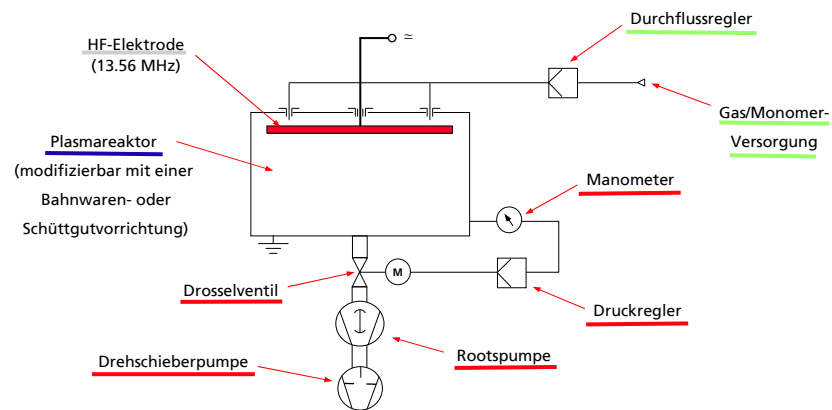 Durchflussregler
HF-Elektrode
(13.56 MHz)
≃
Gas/Monomer-
Versorgung
Plasmareaktor
(modifizierbar mit einer
Bahnwaren- oder
Schüttgutvorrichtung)
Manometer
M
Drosselventil
Druckregler
Rootspumpe
Drehschieberpumpe